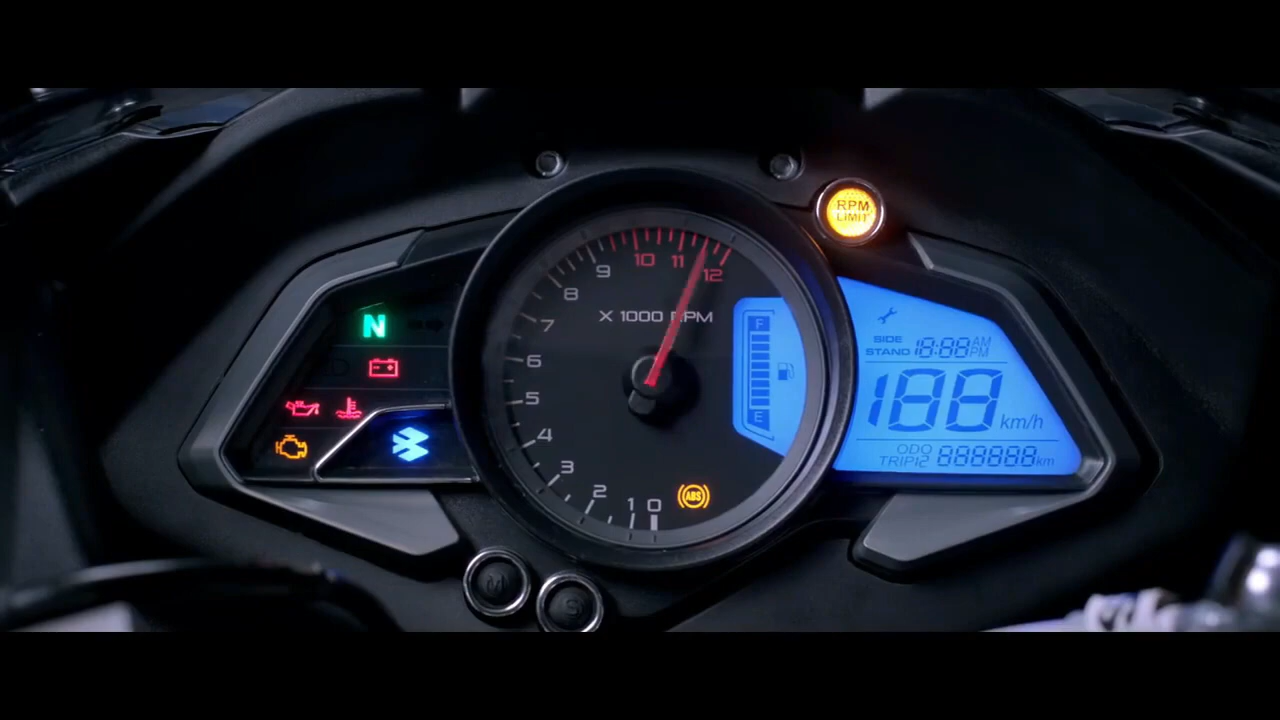 RPM
LIMIT
10
11
12
9
8
7
6
5
4
3
2
1
0
X 1000 RPM
N
F
E
SIDE
STAND
18:88
AM
PM
188
km/h
ODO
TRIP12
888888
km
ABS
M
S